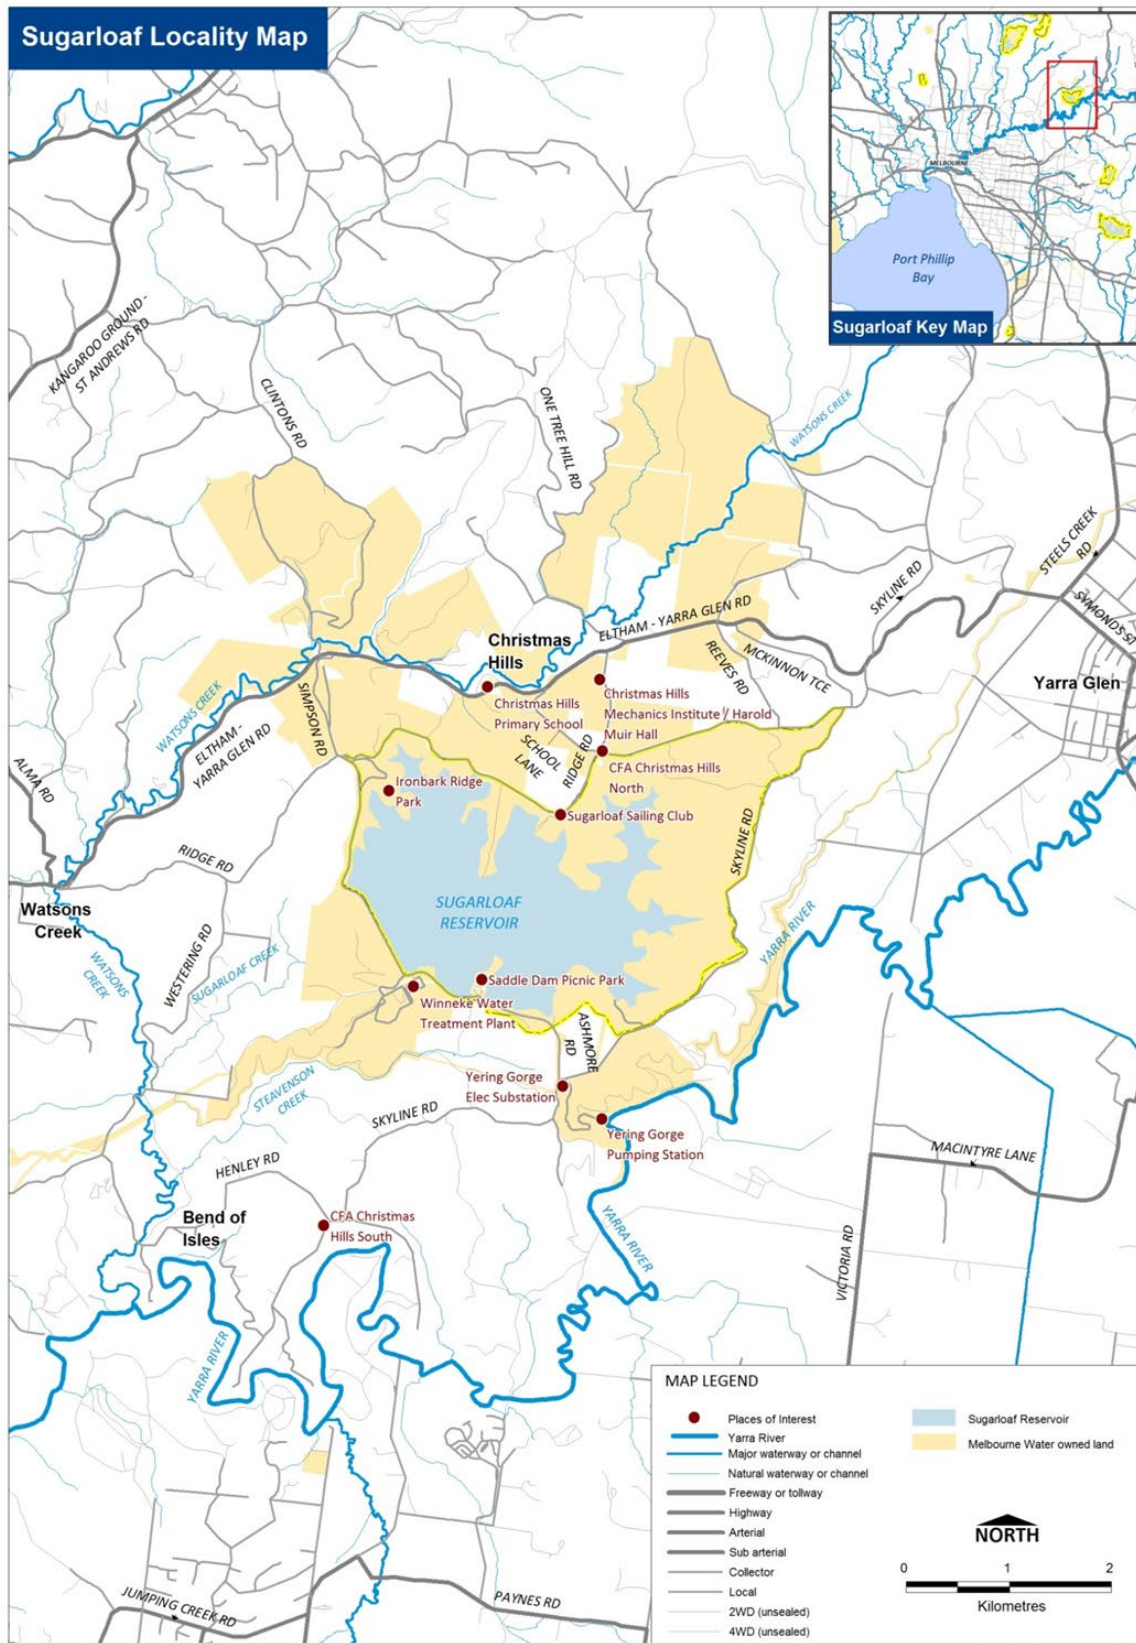 Sugarloaf Locality Map
MELBOURNE
Port Phillip
Bay
Sugarloaf Key Map
KANGAROO GROUND -
ST ANDREWS RD
CLINTONS RD
ONE TREE HILL RD
WATSONS CREEK
STEELS CREEK
RD
SKYLINE RD
SYMONDS ST
ELTHAM - YARRA GLEN RD
Christmas
Hills
REEVES RD
MCKINNON TCE
Yarra Glen
WATSONS CREEK
SIMPSON RD
Christmas Hills
Primary School
Christmas Hills
Mechanics Institute / Harold
Muir Hall
ELTHAM -
YARRA GLEN RD
SCHOOL
LANE
RIDGE RD
CFA Christmas Hills
North
ALMA RD
Ironbark Ridge
Park
Sugarloaf Sailing Club
RIDGE RD
SKYLINE RD
Watsons
Creek
SUGARLOAF
RESERVOIR
YARRA RIVER
WESTERING RD
SUGARLOAF CREEK
WATSONS
CREEK
Saddle Dam Picnic Park
Winneke Water
Treatment Plant
ASHMORE
RD
STEAVENSON
CREEK
Yering Gorge
Elec Substation
SKYLINE RD
Yering Gorge
Pumping Station
MACINTYRE LANE
HENLEY RD
Bend of
Isles
CFA Christmas
Hills South
YARRA RIVER
VICTORIA RD
YARRA RIVER
JUMPING CREEK RD
PAYNES RD
MAP LEGEND
Places of Interest
Yarra River
Major waterway or channel
Natural waterway or channel
Freeway or tollway
Highway
Arterial
Sub arterial
Collector
Local
2WD (unsealed)
4WD (unsealed)
Sugarloaf Reservoir
Melbourne Water owned land
NORTH
0 1 2
Kilometres